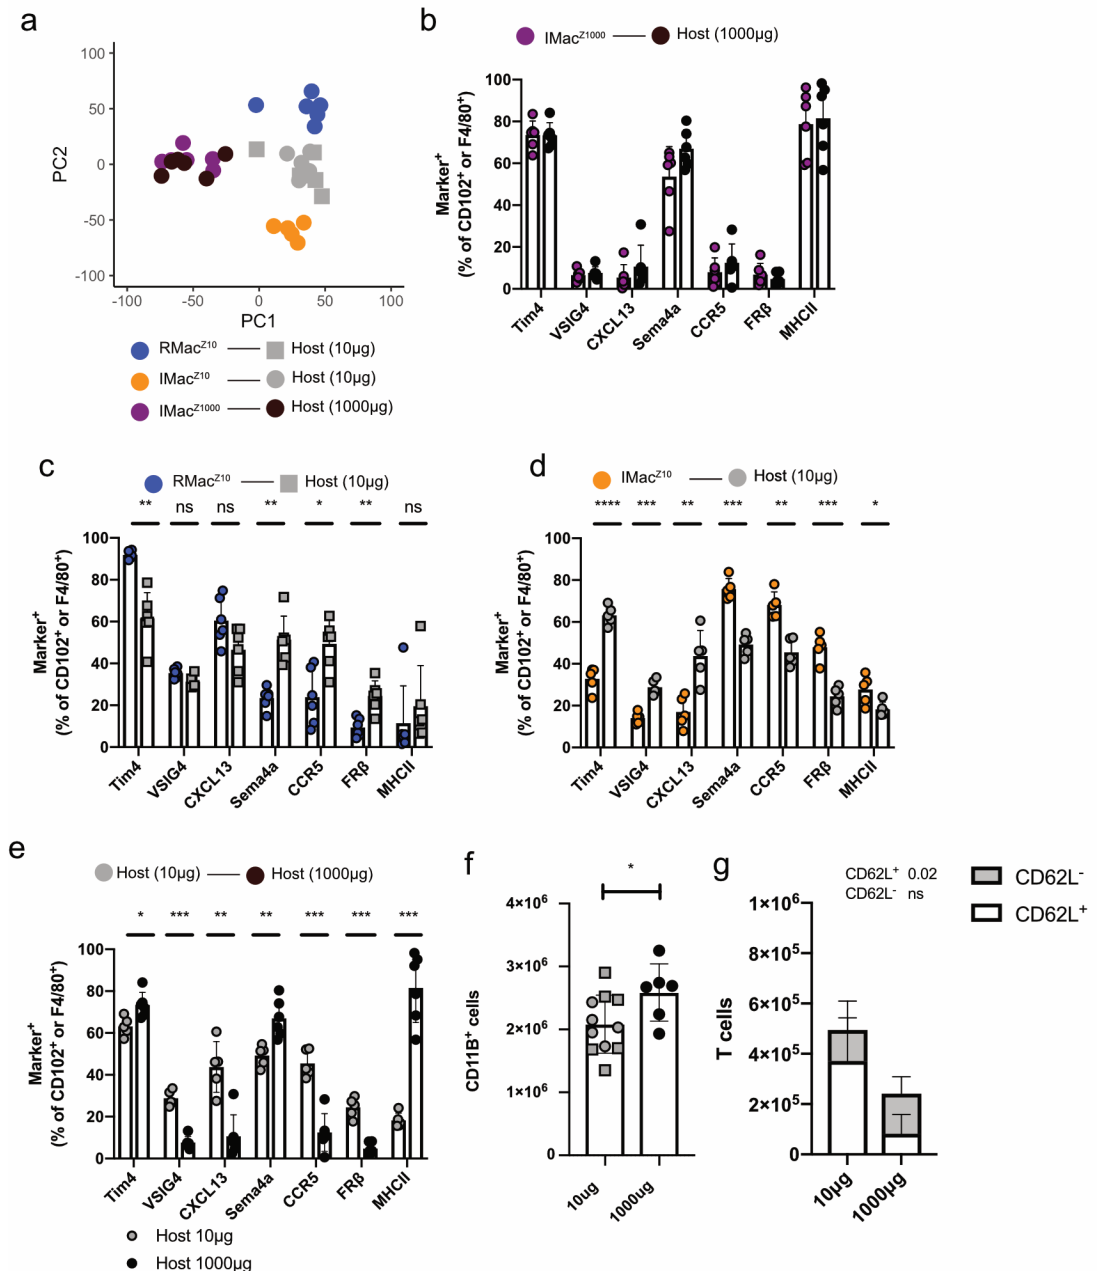 a
100
50
0
-50
-100
PC2
-100
-50
0
50
100
PC1
RMac^Z10 Host (10µg)
IMac^Z10 Host (10µg)
IMac^Z1000 Host (1000µg)
b
IMac^Z1000 Host (1000µg)
Marker⁺
(% of CD102⁺ or F4/80⁺)
100
80
60
40
20
0
Tim4
VSIG4
CXCL13
Sema4a
CCR5
FRβ
MHCII
c
RMac^Z10 Host (10µg)
** ns ns ** * ** ns
Marker⁺
(% of CD102⁺ or F4/80⁺)
100
80
60
40
20
0
Tim4
VSIG4
CXCL13
Sema4a
CCR5
FRβ
MHCII
d
IMac^Z10 Host (10µg)
**** *** ** *** ** *** *
Marker⁺
(% of CD102⁺ or F4/80⁺)
100
80
60
40
20
0
Tim4
VSIG4
CXCL13
Sema4a
CCR5
FRβ
MHCII
e
Host (10µg) Host (1000µg)
* *** ** ** *** *** ***
Marker⁺
(% of CD102⁺ or F4/80⁺)
100
80
60
40
20
0
Tim4
VSIG4
CXCL13
Sema4a
CCR5
FRβ
MHCII
Host 10µg
Host 1000µg
f
*
CD11B⁺ cells
4×10⁶
3×10⁶
2×10⁶
1×10⁶
0
10ug
1000ug
g
CD62L⁺ 0.02
CD62L⁻ ns
CD62L⁻
CD62L⁺
T cells
1×10⁶
8×10⁵
6×10⁵
4×10⁵
2×10⁵
0
10µg
1000µg